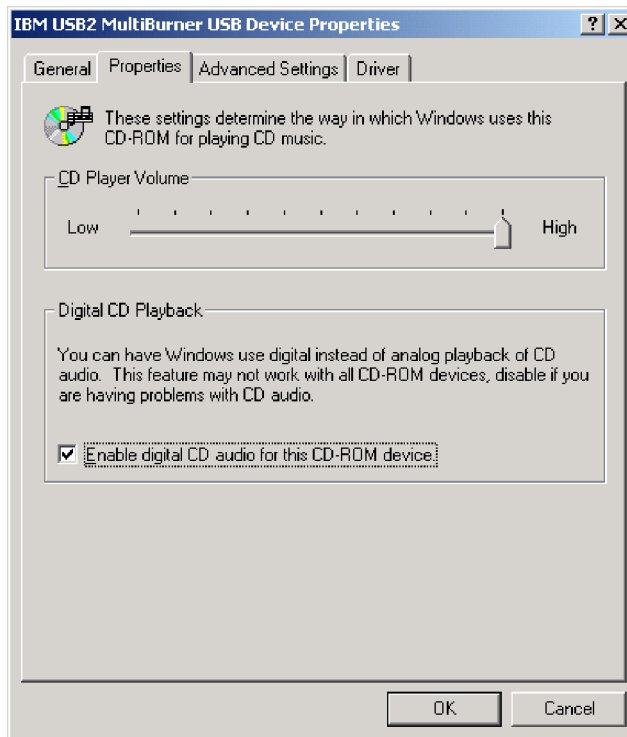 IBM USB2 MultiBurner USB Device Properties
General Properties Advanced Settings Driver
These settings determine the way in which Windows uses this
CD-ROM for playing CD music.
CD Player Volume
Low High
Digital CD Playback
You can have Windows use digital instead of analog playback of CD
audio. This feature may not work with all CD-ROM devices, disable if you
are having problems with CD audio.
Enable digital CD audio for this CD-ROM device.
OK Cancel